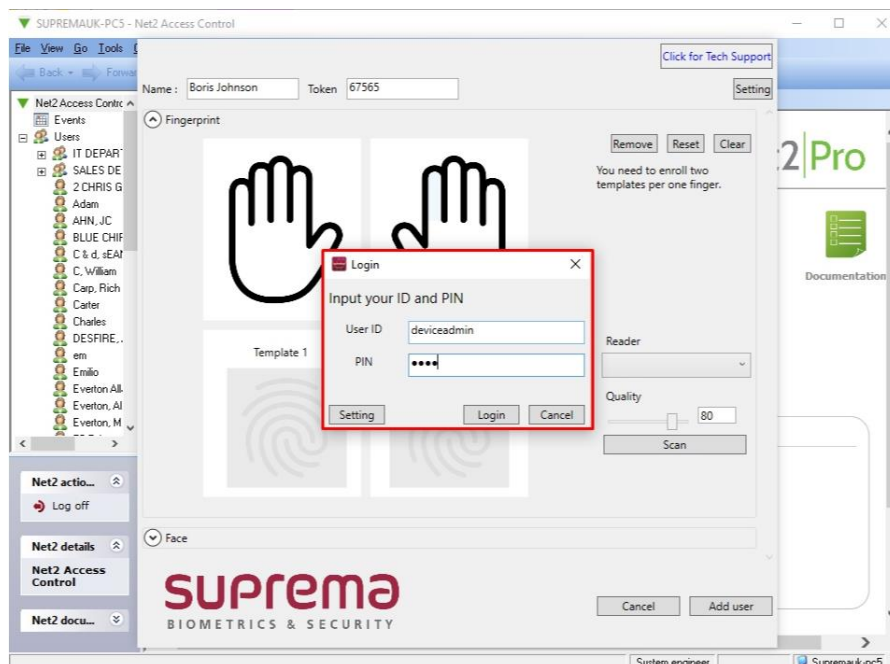 SUPREMAUK-PC5 - Net2 Access Control
File View Go Tools
Back Forwar
Click for Tech Support
Name : Boris Johnson Token 67565 Setting
Net2 Access Contrc
Events
Users
IT DEPAR
SALES DE
2 CHRIS G
Adam
AHN, JC
BLUE CHIF
C & d, sEAI
C, William
Carp, Rich
Carter
Charles
DESFIRE, .
em
Emilio
Everton All
Everton, Al
Everton, M
Fingerprint
Remove Reset Clear
You need to enroll two
templates per one finger.
2 Pro
Documentation
Login
Input your ID and PIN
User ID deviceadmin
PIN ••••
Setting Login Cancel
Template 1
Reader
Quality
80
Scan
Net2 actio...
Log off
Net2 details
Net2 Access
Control
Net2 docu...
Face
suprema
BIOMETRICS & SECURITY
Cancel Add user
System engineer Supremauk-pc5